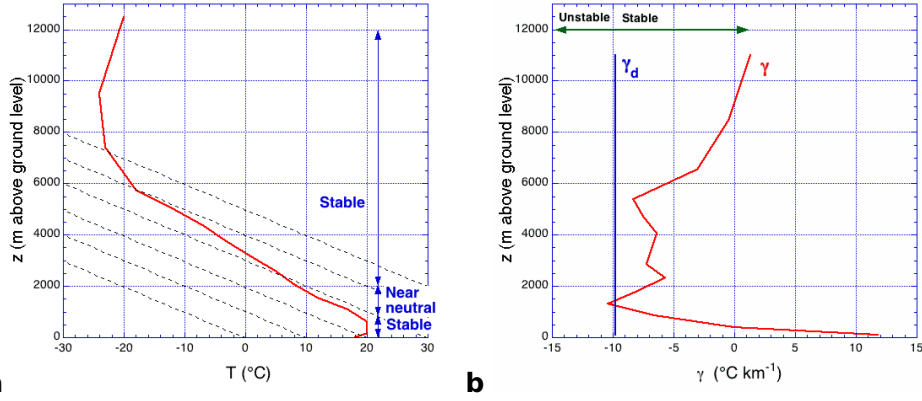 12000
10000
8000
6000
4000
2000
0
z (m above ground level)
-30 -20 -10 0 10 20 30
T (°C)
Stable
Near
neutral
Stable
b
12000
10000
8000
6000
4000
2000
0
z (m above ground level)
Unstable Stable
γd
γ
-15 -10 -5 0 5 10 15
γ (°C km-1)